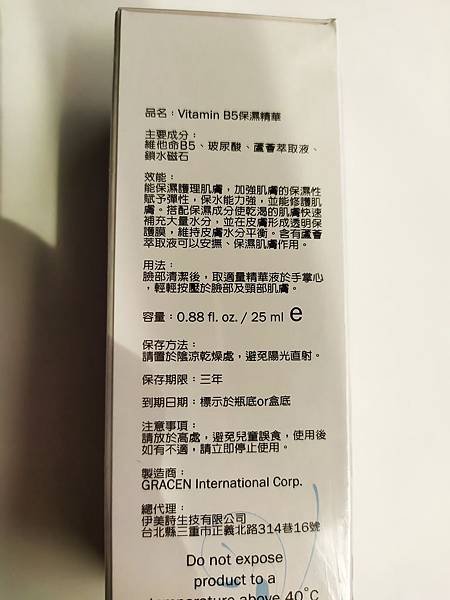 品名：Vitamin B5保濕精華
主要成分：
維他命B5、玻尿酸、蘆薈萃取液、
鎖水磁石
效能：
能保濕護理肌膚，加強肌膚的保濕性
賦予彈性，保水能力強，並能修護肌
膚。搭配保濕成分使乾渴的肌膚快速
補充大量水分，並在皮膚形成透明保
護膜，維持皮膚水分平衡。含有蘆薈
萃取液可以安撫、保濕肌膚作用。
用法：
臉部清潔後，取適量精華液於手掌心
，輕輕按壓於臉部及頸部肌膚。
容量：0.88 fl. oz. / 25 ml e
保存方法：
請置於陰涼乾燥處，避免陽光直射。
保存期限：三年
到期日期：標示於瓶底or盒底
注意事項：
請放於高處，避免兒童誤食，使用後
如有不適，請立即停止使用。
製造商：
GRACEN International Corp.
總代理：
伊美詩生技有限公司
台北縣三重市正義北路314巷16號
Do not expose
product to a
temperature above 40°C